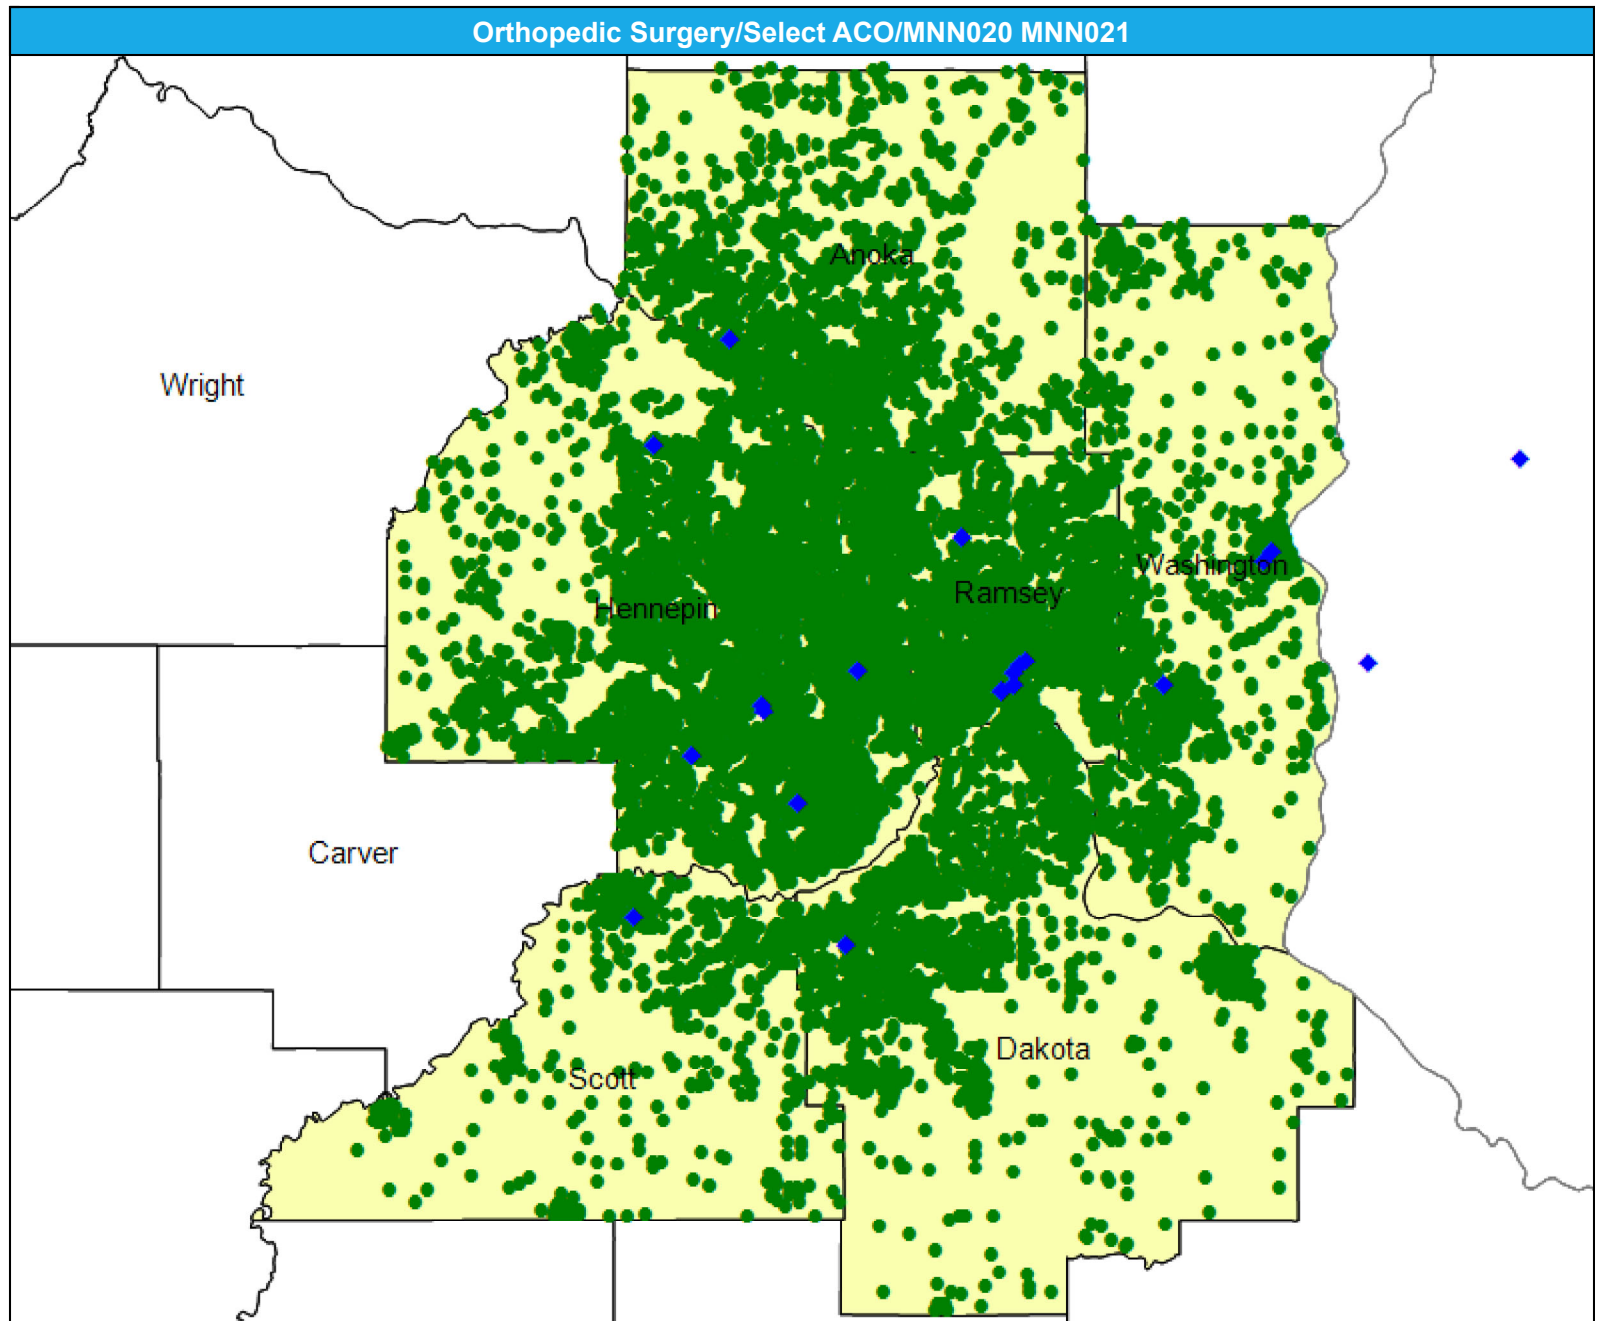 Orthopedic Surgery/Select ACO/MNN020 MNN021
Anoka
Wright
Washington
Ramsey
Hennepin
Carver
Dakota
Scott